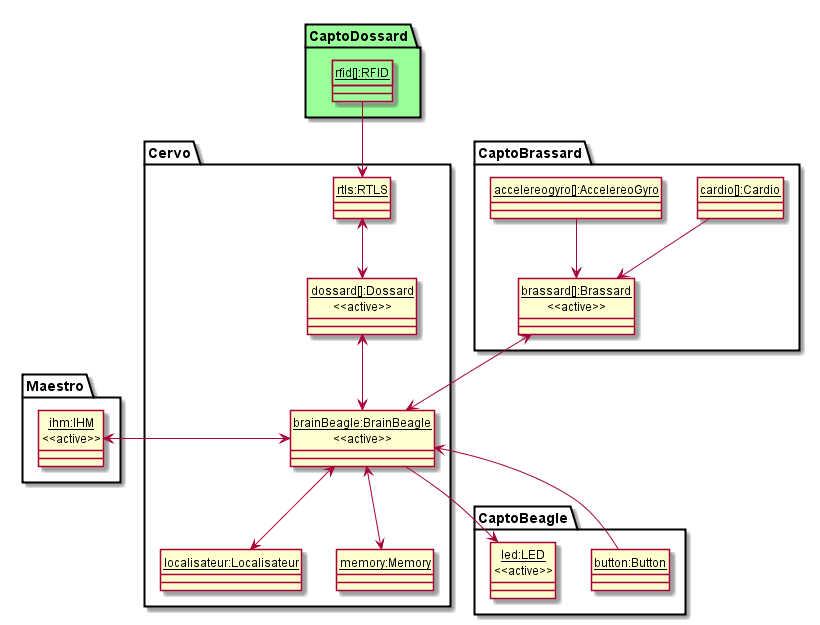 CaptoDossard
rfid[]:RFID
Cervo
CaptoBrassard
rtls:RTLS
accelereogyro[]:AccelereoGyro
cardio[]:Cardio
dossard[]:Dossard
<<active>>
brassard[]:Brassard
<<active>>
Maestro
ihm:IHM
<<active>>
brainBeagle:BrainBeagle
<<active>>
CaptoBeagle
localisateur:Localisateur
memory:Memory
led:LED
<<active>>
button:Button